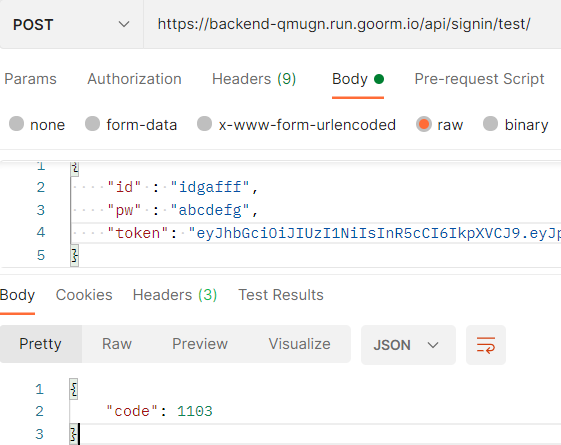 POST https://backend-qmugn.run.goorm.io/api/signin/test/
Params Authorization Headers (9) Body Pre-request Script
none form-data x-www-form-urlencoded raw binary
1 {
2 "id" : "idgafff",
3 "pw" : "abcdefg",
4 "token": "eyJhbGciOiJIUzI1NiIsInR5cCI6IkpXVCJ9.eyJp
5 }
Body Cookies Headers (3) Test Results
Pretty Raw Preview Visualize JSON
1 {
2 "code": 1103
3 }